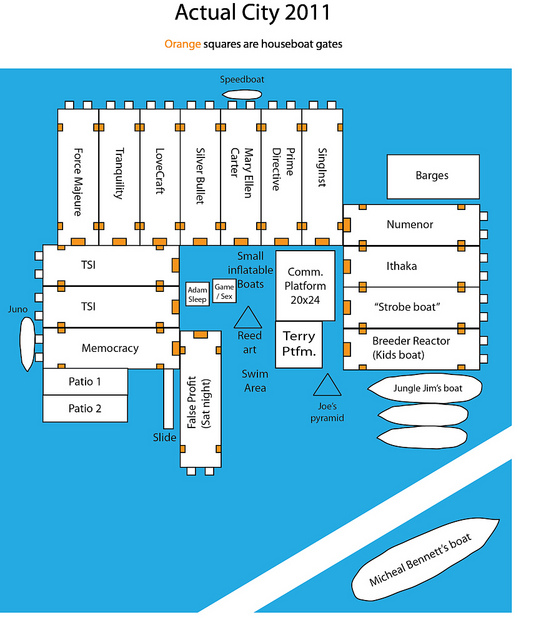 Actual City 2011
Orange squares are houseboat gates
Speedboat
Force Majeure
Tranquility
LoveCraft
Silver Bullet
Mary Ellen
Carter
Prime
Directive
SingInst
Barges
Numenor
Ithaka
"Strobe boat"
Breeder Reactor
(Kids boat)
TSI
TSI
Memocracy
Juno
Patio 1
Patio 2
Slide
False Profit
(Sat night)
Adam
Sleep
Game
/ Sex
Small
inflatable
Boats
Reed
art
Swim
Area
Comm.
Platform
20x24
Terry
Ptfm.
Joe's
pyramid
Jungle Jim's boat
Micheal Bennett's boat